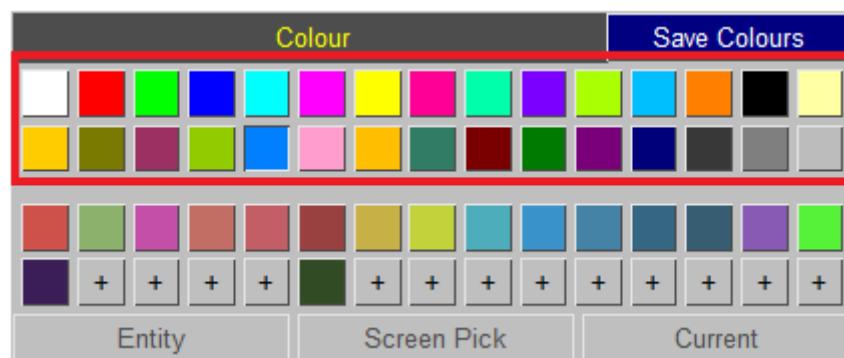 Colour Save Colours
+ + + + + + + + + + + + +
Entity Screen Pick Current